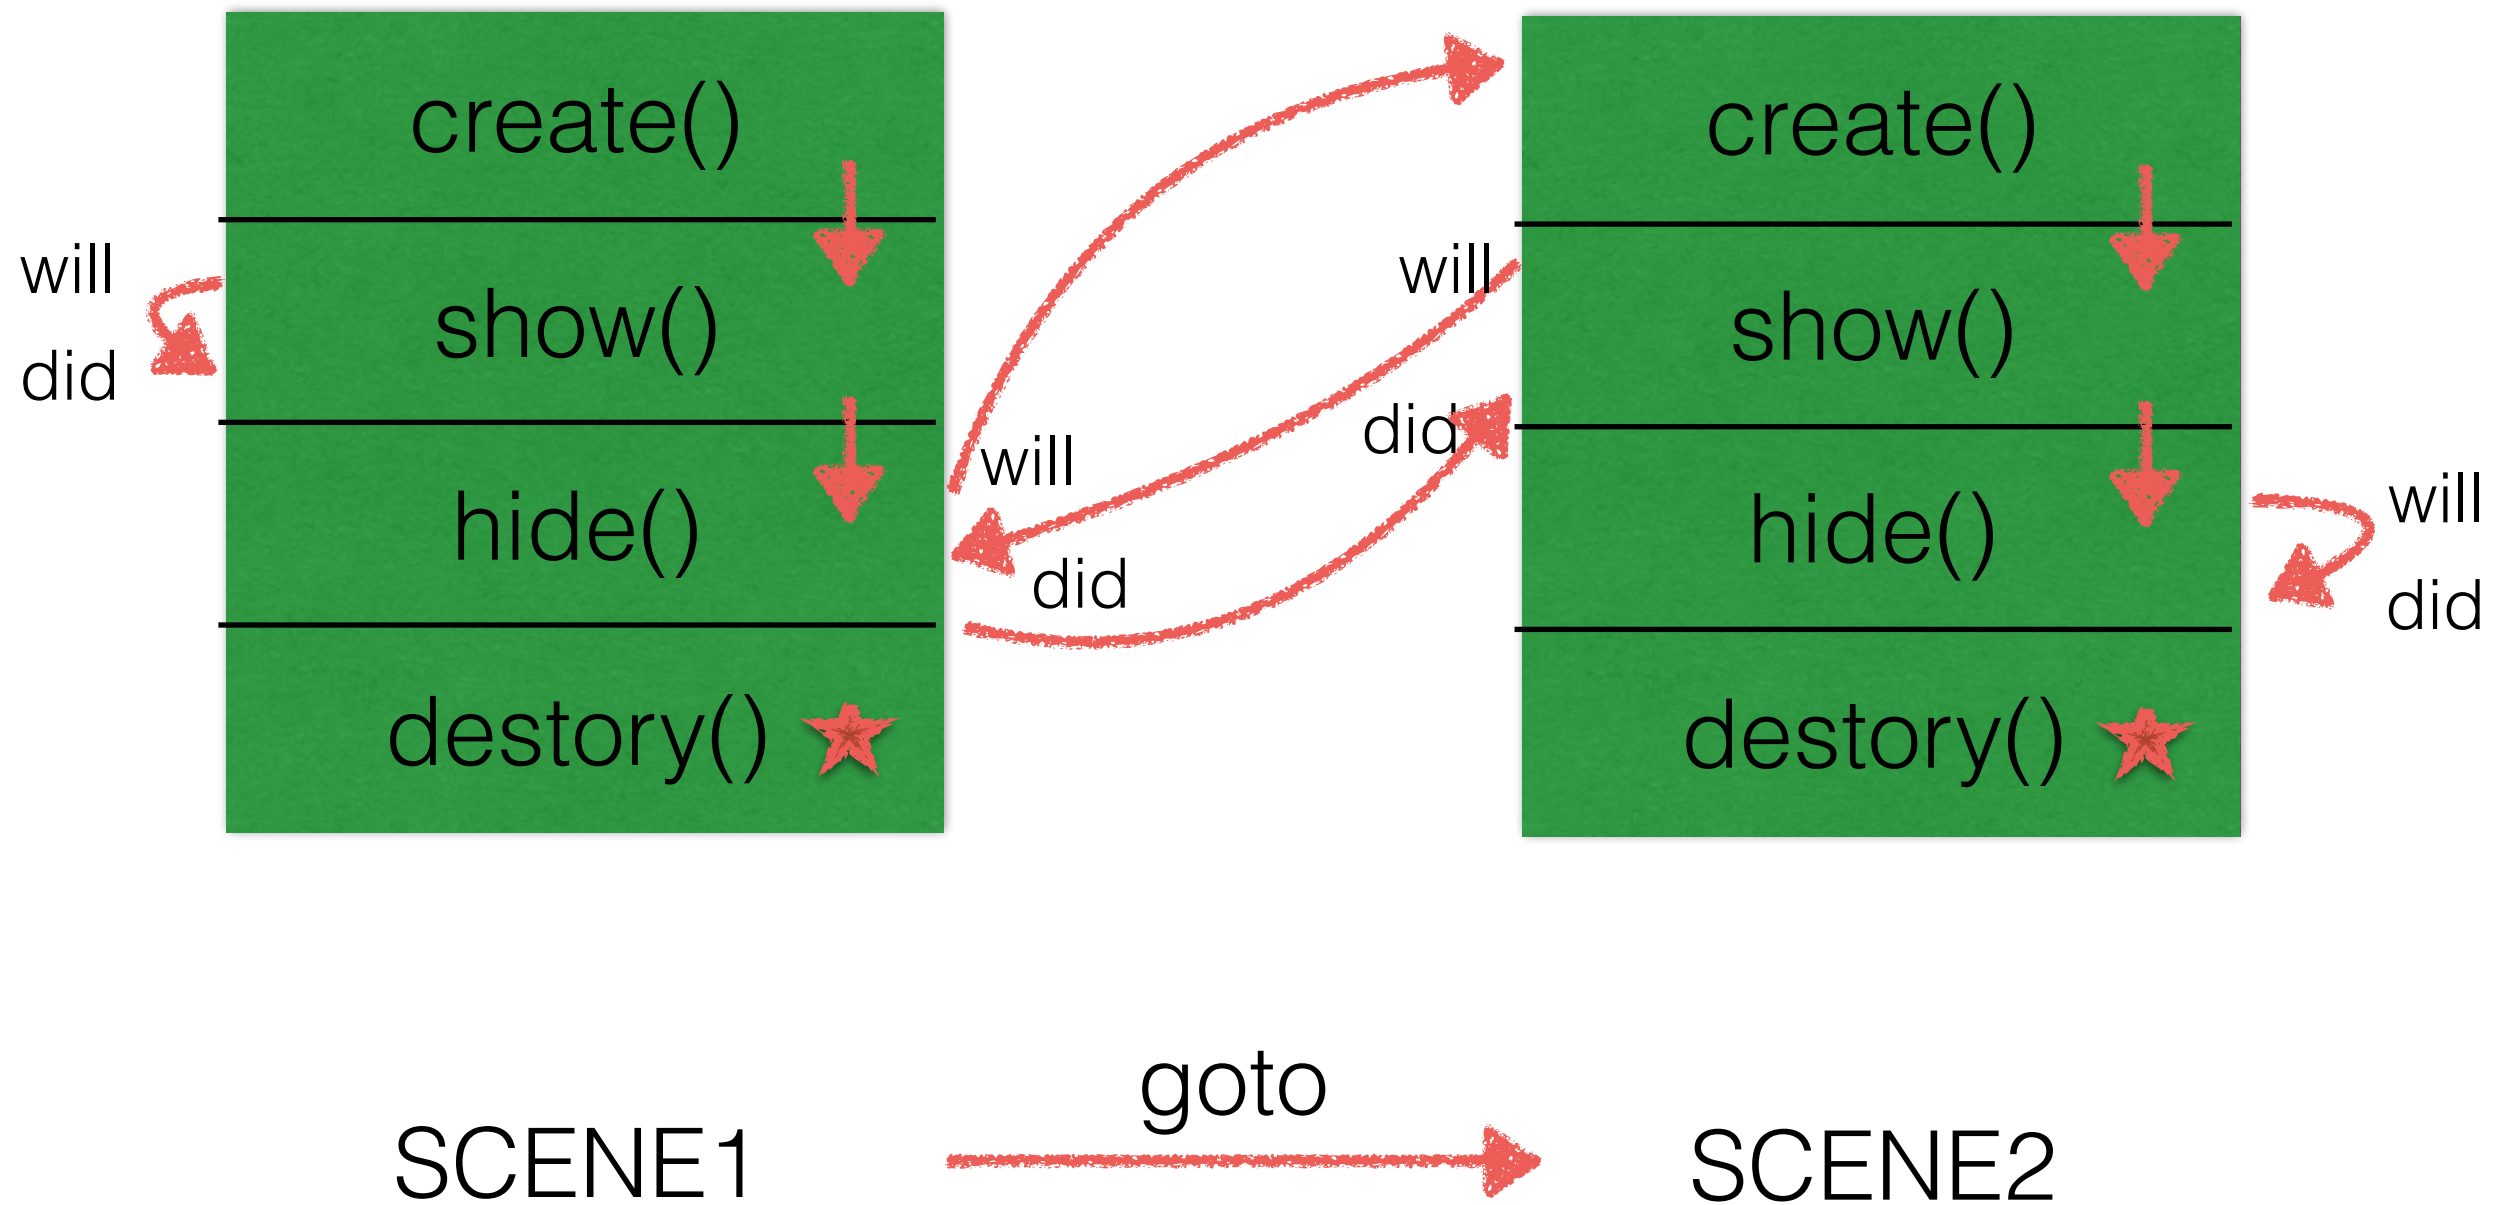 create()
will
did
show()
hide()
destory()
will
did
will
did
create()
show()
hide()
destory()
will
did
goto
SCENE1
SCENE2